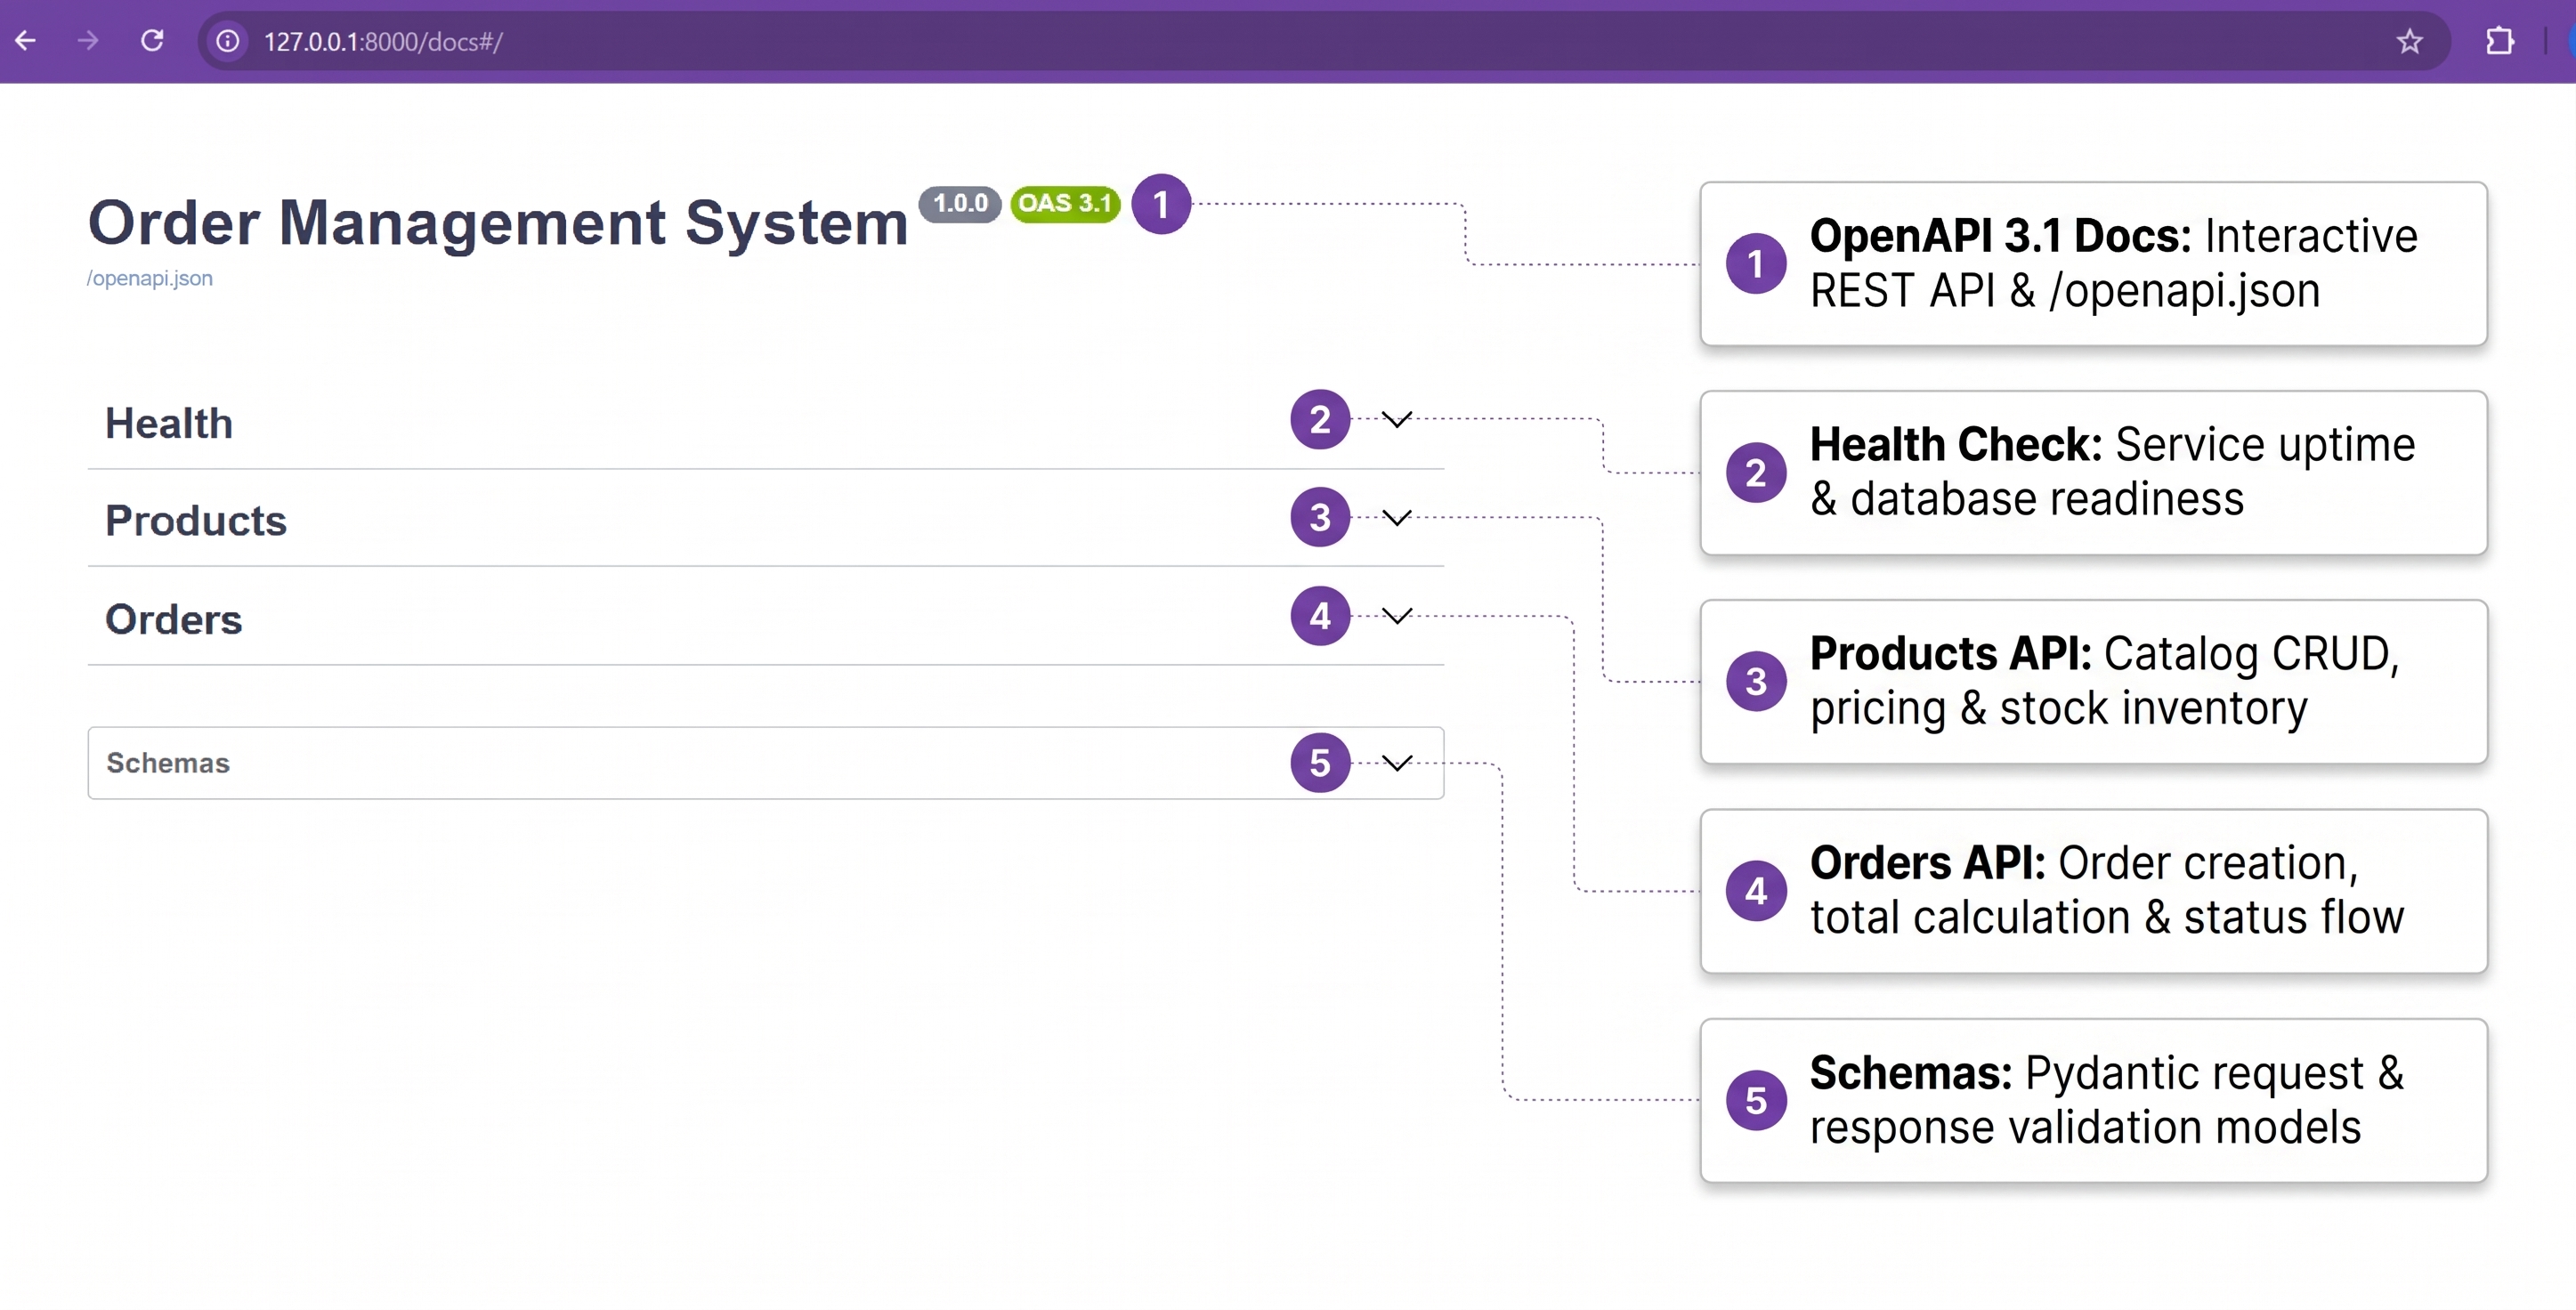 127.0.0.1:8000/docs#/
Order Management System 1.0.0 OAS 3.1 1
/openapi.json
Health 2
Products 3
Orders 4
Schemas 5
1 OpenAPI 3.1 Docs: Interactive
REST API & /openapi.json
2 Health Check: Service uptime
& database readiness
3 Products API: Catalog CRUD,
pricing & stock inventory
4 Orders API: Order creation,
total calculation & status flow
5 Schemas: Pydantic request &
response validation models